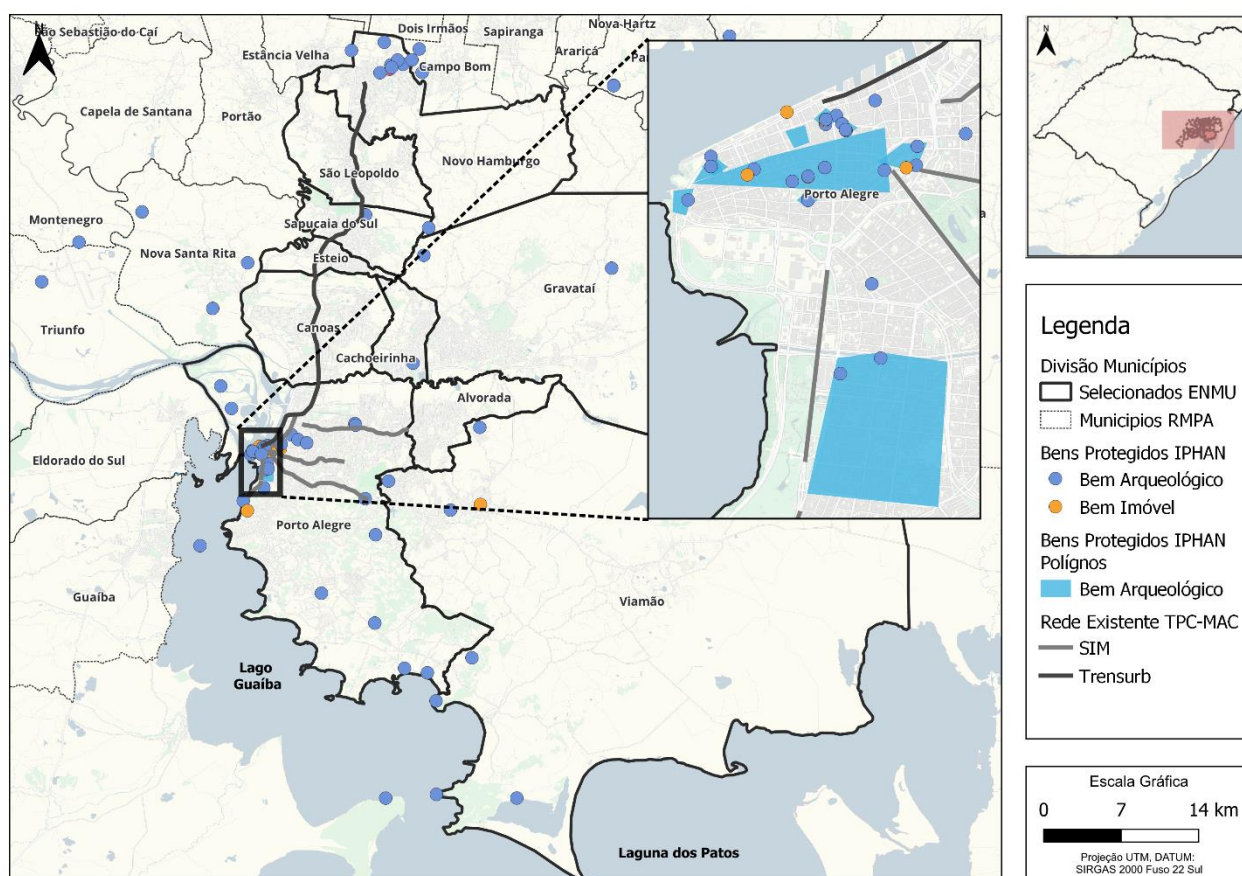 N
São Sebastião do Caí
Dois Irmãos
Nova Hartz
Sapiranga
Estância Velha
Araricá
Campo Bom
Capela de Santana
Portão
Novo Hamburgo
São Leopoldo
Montenegro
Sapucaia do Sul
Nova Santa Rita
Esteio
Gravataí
Triunfo
Canoas
Cachoeirinha
Alvorada
Eldorado do Sul
Porto Alegre
Guaíba
Viamão
Lago
Guaíba
Laguna dos Patos
Porto Alegre
N
Legenda
Divisão Municípios
Selecionados ENMU
Municipios RMPA
Bens Protegidos IPHAN
Bem Arqueológico
Bem Imóvel
Bens Protegidos IPHAN
Polígnos
Bem Arqueológico
Rede Existente TPC-MAC
SIM
Trensurb
Escala Gráfica
0 7 14 km
Projeção UTM, DATUM:
SIRGAS 2000 Fuso 22 Sul